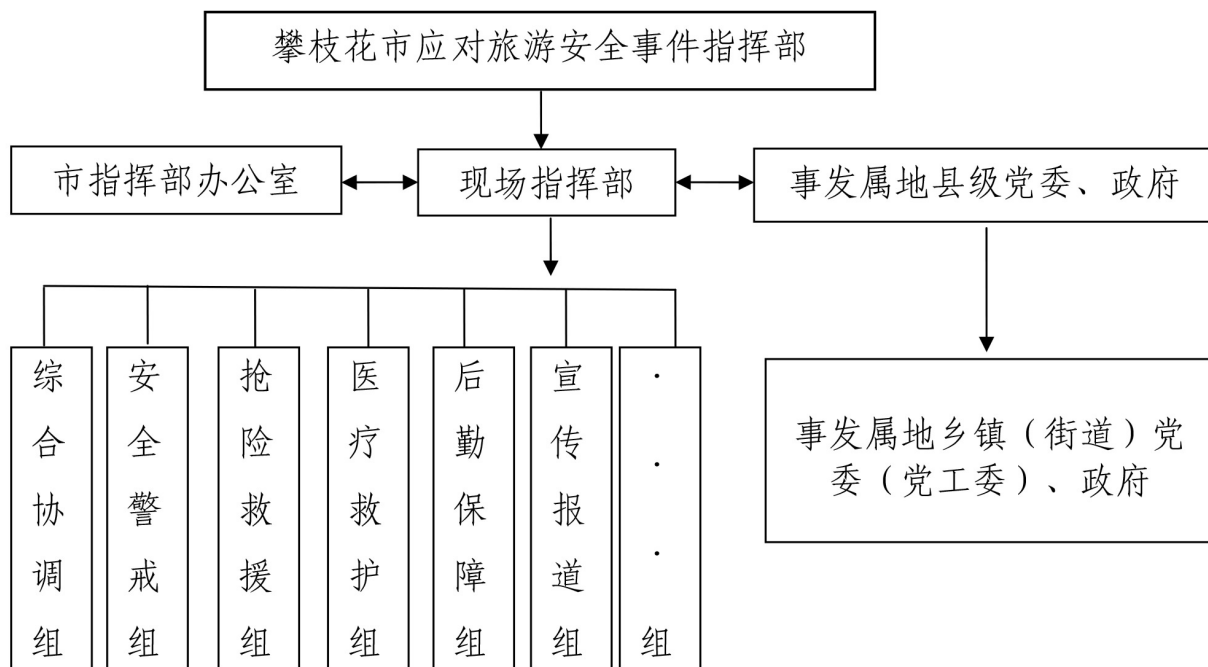 攀枝花市应对旅游安全事件指挥部
市指挥部办公室
现场指挥部
事发属地县级党委、政府
综合协调组
安全警戒组
抢险救援组
医疗救护组
后勤保障组
宣传报道组
···组
事发属地乡镇（街道）党
委（党工委）、政府